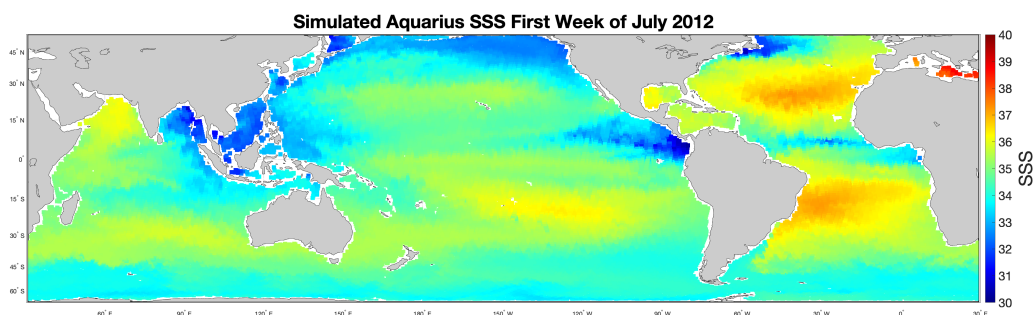 Simulated Aquarius SSS First Week of July 2012
45° N
30° N
15° N
0°
15° S
30° S
45° S
60° S
60° E
90° E
120° E
150° E
180° E
150° W
120° W
90° W
60° W
30° W
0°
30° E
40
39
38
37
36
35
34
33
32
31
30
SSS